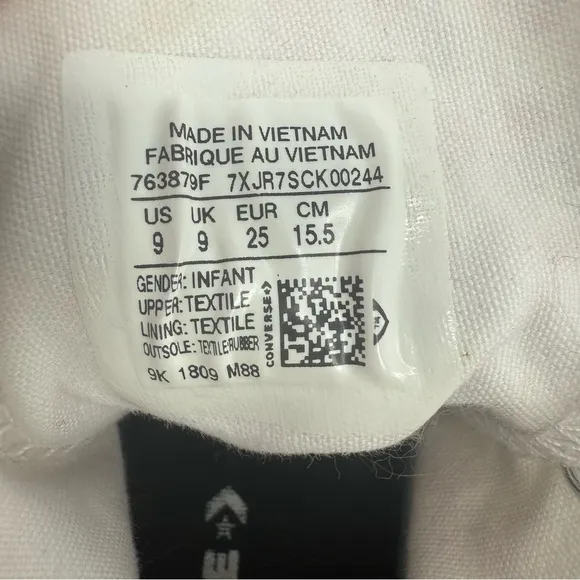 MADE IN VIETNAM
FABRIQUE AU VIETNAM
763879F 7XJR7SCK00244
US UK EUR CM
9 9 25 15.5
GENDER: INFANT
UPPER: TEXTILE
LINING: TEXTILE
OUTSOLE: TEXTILE/RUBBER
9K 1809 M88
CONVERSE